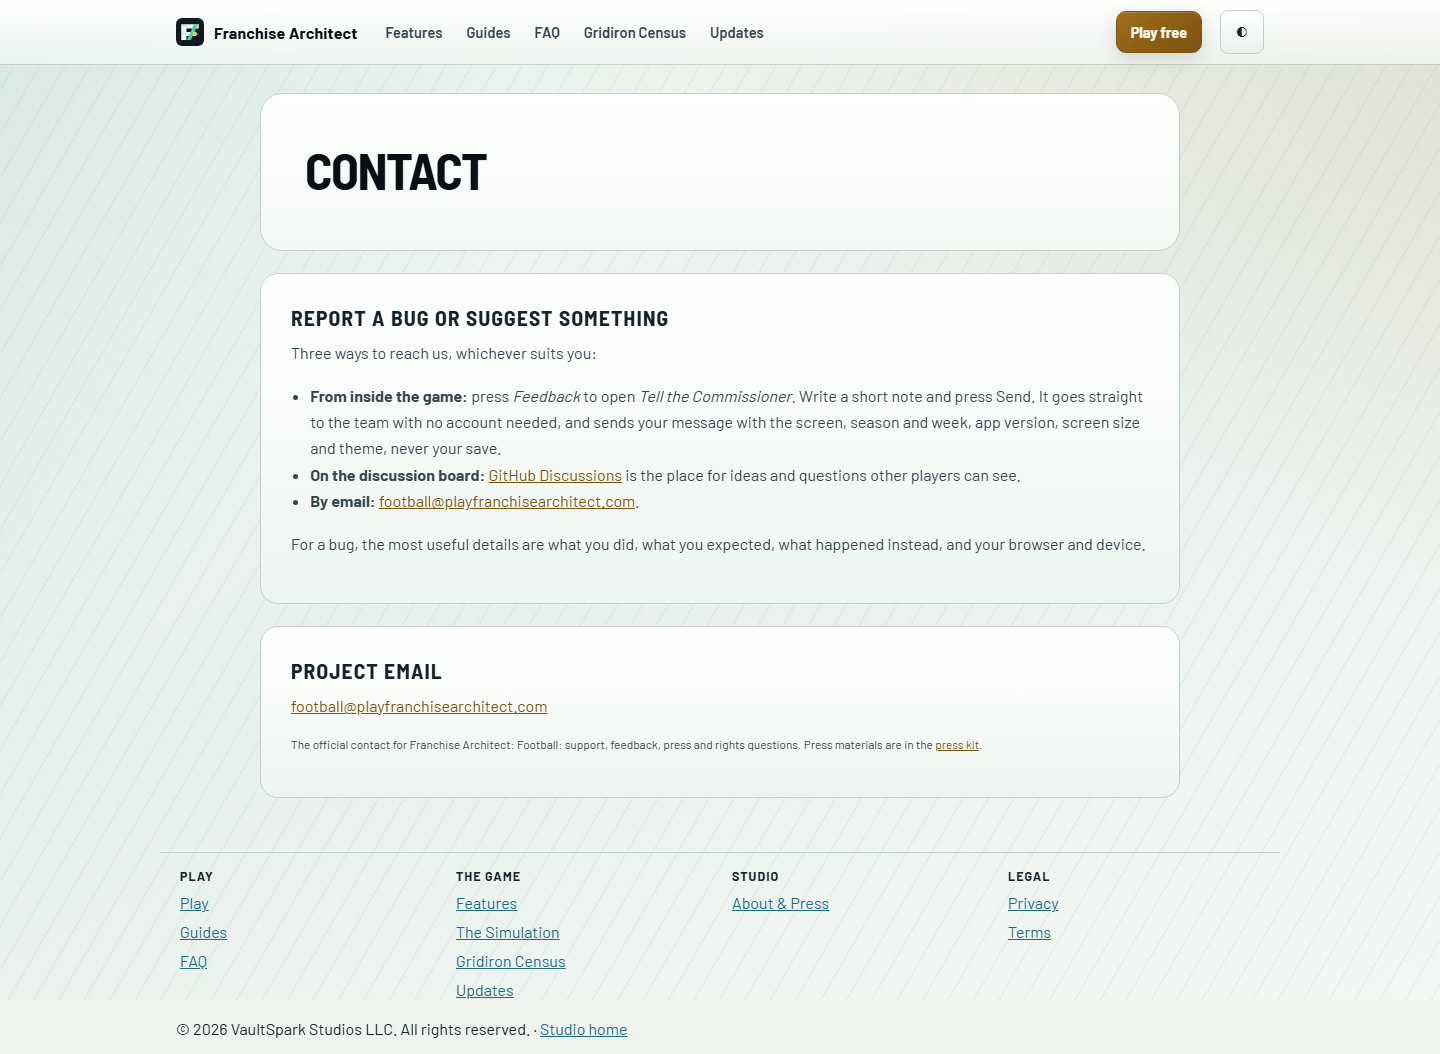 Franchise Architect
Features
Guides
FAQ
Gridiron Census
Updates
Play free
CONTACT
REPORT A BUG OR SUGGEST SOMETHING
Three ways to reach us, whichever suits you:
From inside the game: press Feedback to open Tell the Commissioner. Write a short note and press Send. It goes straight
to the team with no account needed, and sends your message with the screen, season and week, app version, screen size
and theme, never your save.
On the discussion board: GitHub Discussions is the place for ideas and questions other players can see.
By email: football@playfranchisearchitect.com.
For a bug, the most useful details are what you did, what you expected, what happened instead, and your browser and device.
PROJECT EMAIL
football@playfranchisearchitect.com
The official contact for Franchise Architect: Football: support, feedback, press and rights questions. Press materials are in the press kit.
PLAY
Play
Guides
FAQ
THE GAME
Features
The Simulation
Gridiron Census
Updates
STUDIO
About & Press
LEGAL
Privacy
Terms
© 2026 VaultSpark Studios LLC. All rights reserved. · Studio home